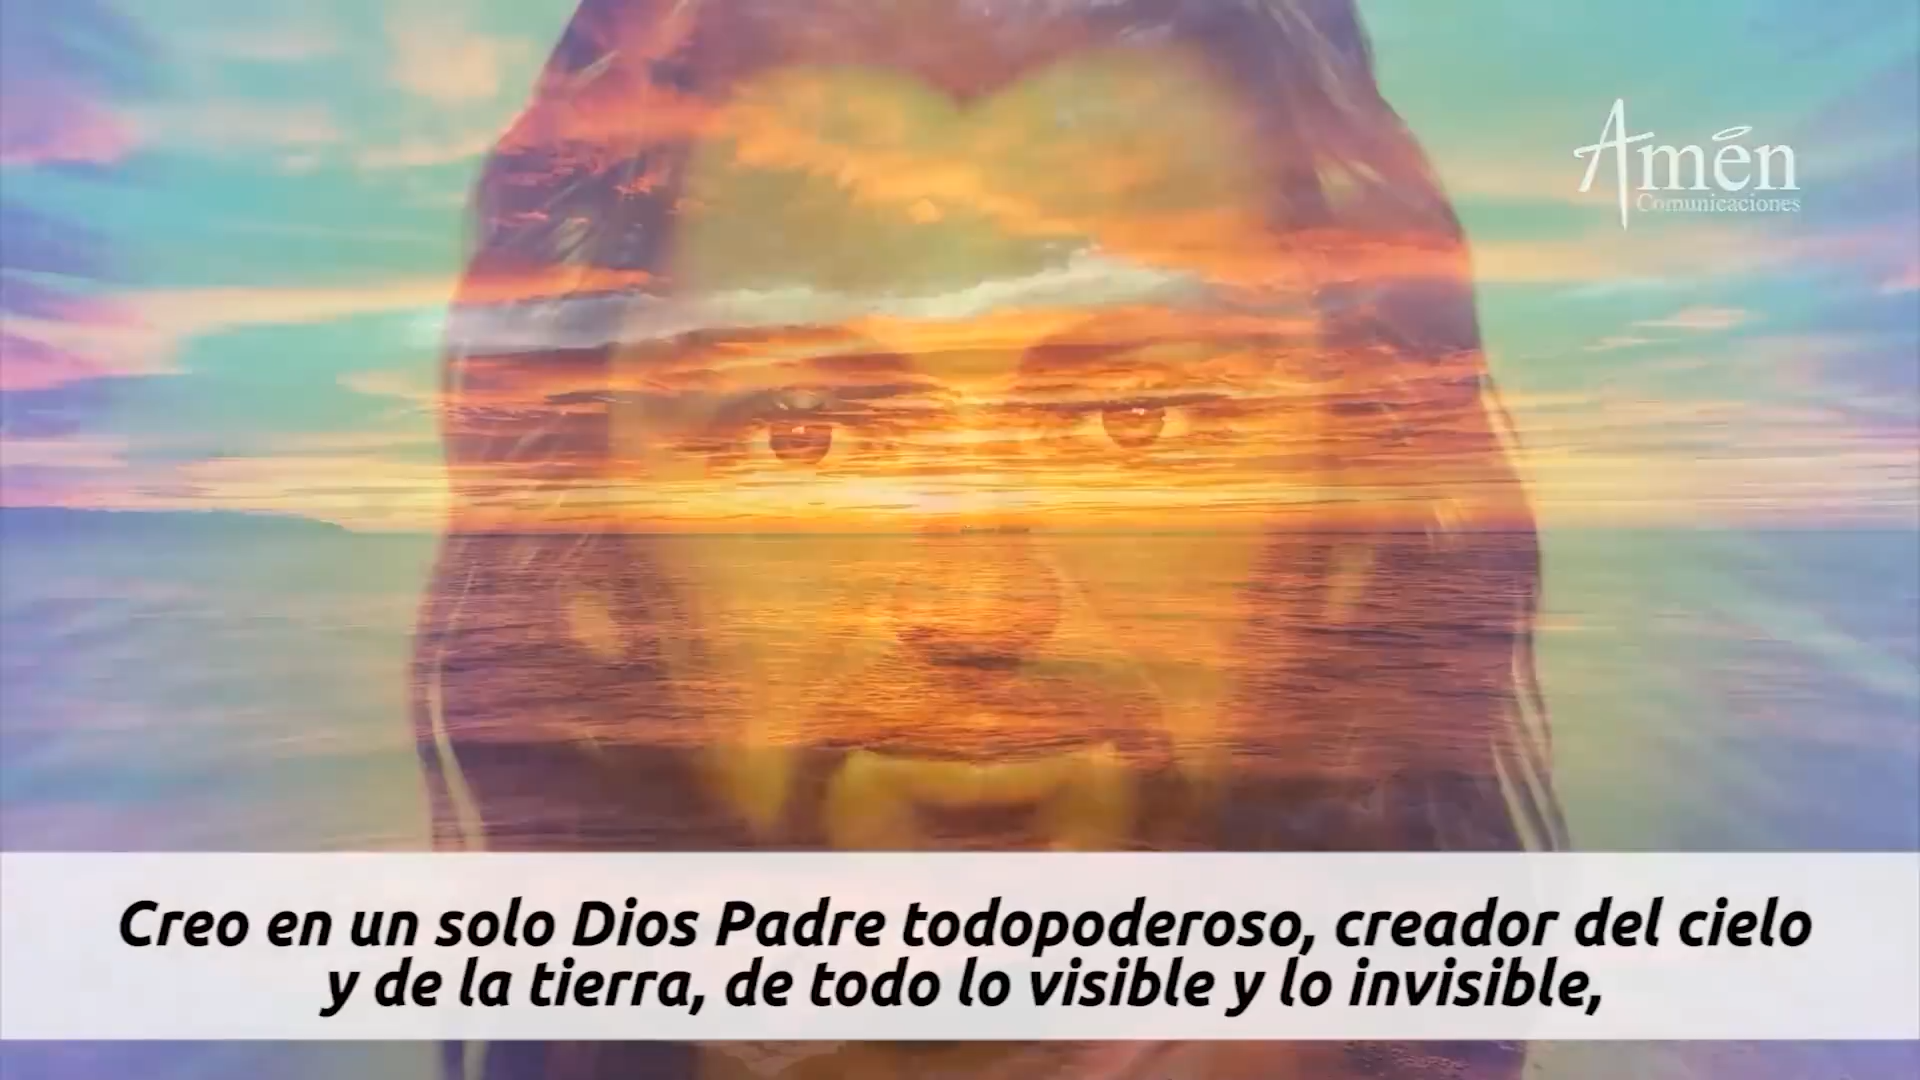 Amén
Comunicaciones
Creo en un solo Dios Padre todopoderoso, creador del cielo
y de la tierra, de todo lo visible y lo invisible,